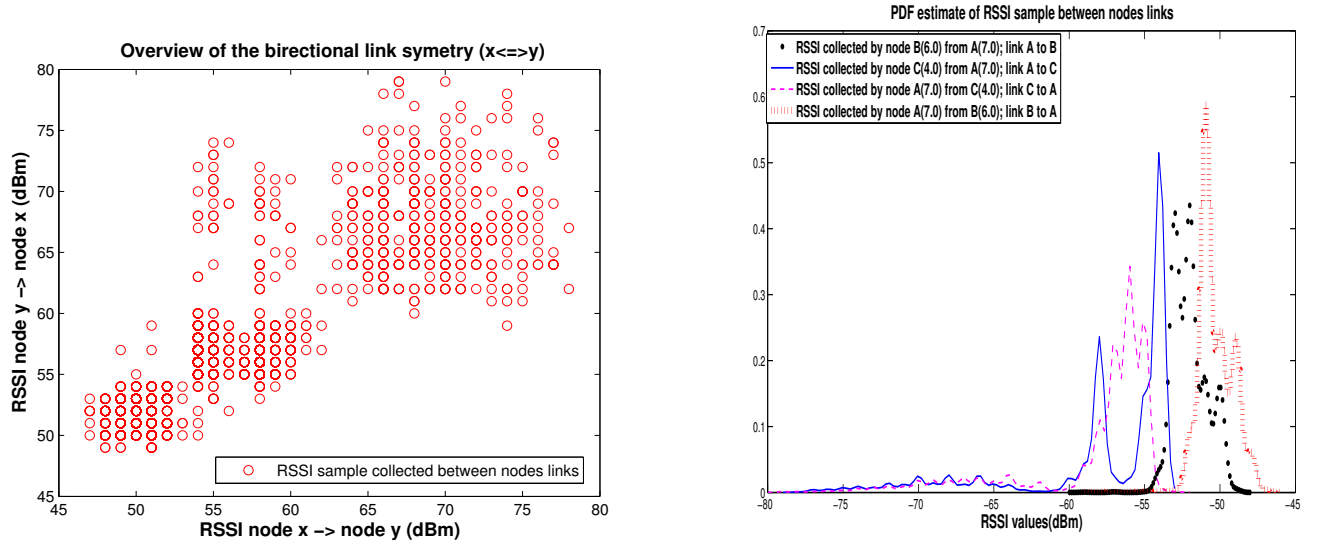 Overview of the birectional link symetry (x<=>y)
80
75
70
65
60
55
50
45
RSSI node y −> node x (dBm)
RSSI sample collected between nodes links
45 50 55 60 65 70 75 80
RSSI node x −> node y (dBm)
PDF estimate of RSSI sample between nodes links
0.7
0.6
0.5
0.4
0.3
0.2
0.1
0
RSSI collected by node B(6.0) from A(7.0); link A to B
RSSI collected by node C(4.0) from A(7.0); link A to C
RSSI collected by node A(7.0) from C(4.0); link C to A
RSSI collected by node A(7.0) from B(6.0); link B to A
−80 −75 −70 −65 −60 −55 −50 −45
RSSI values(dBm)